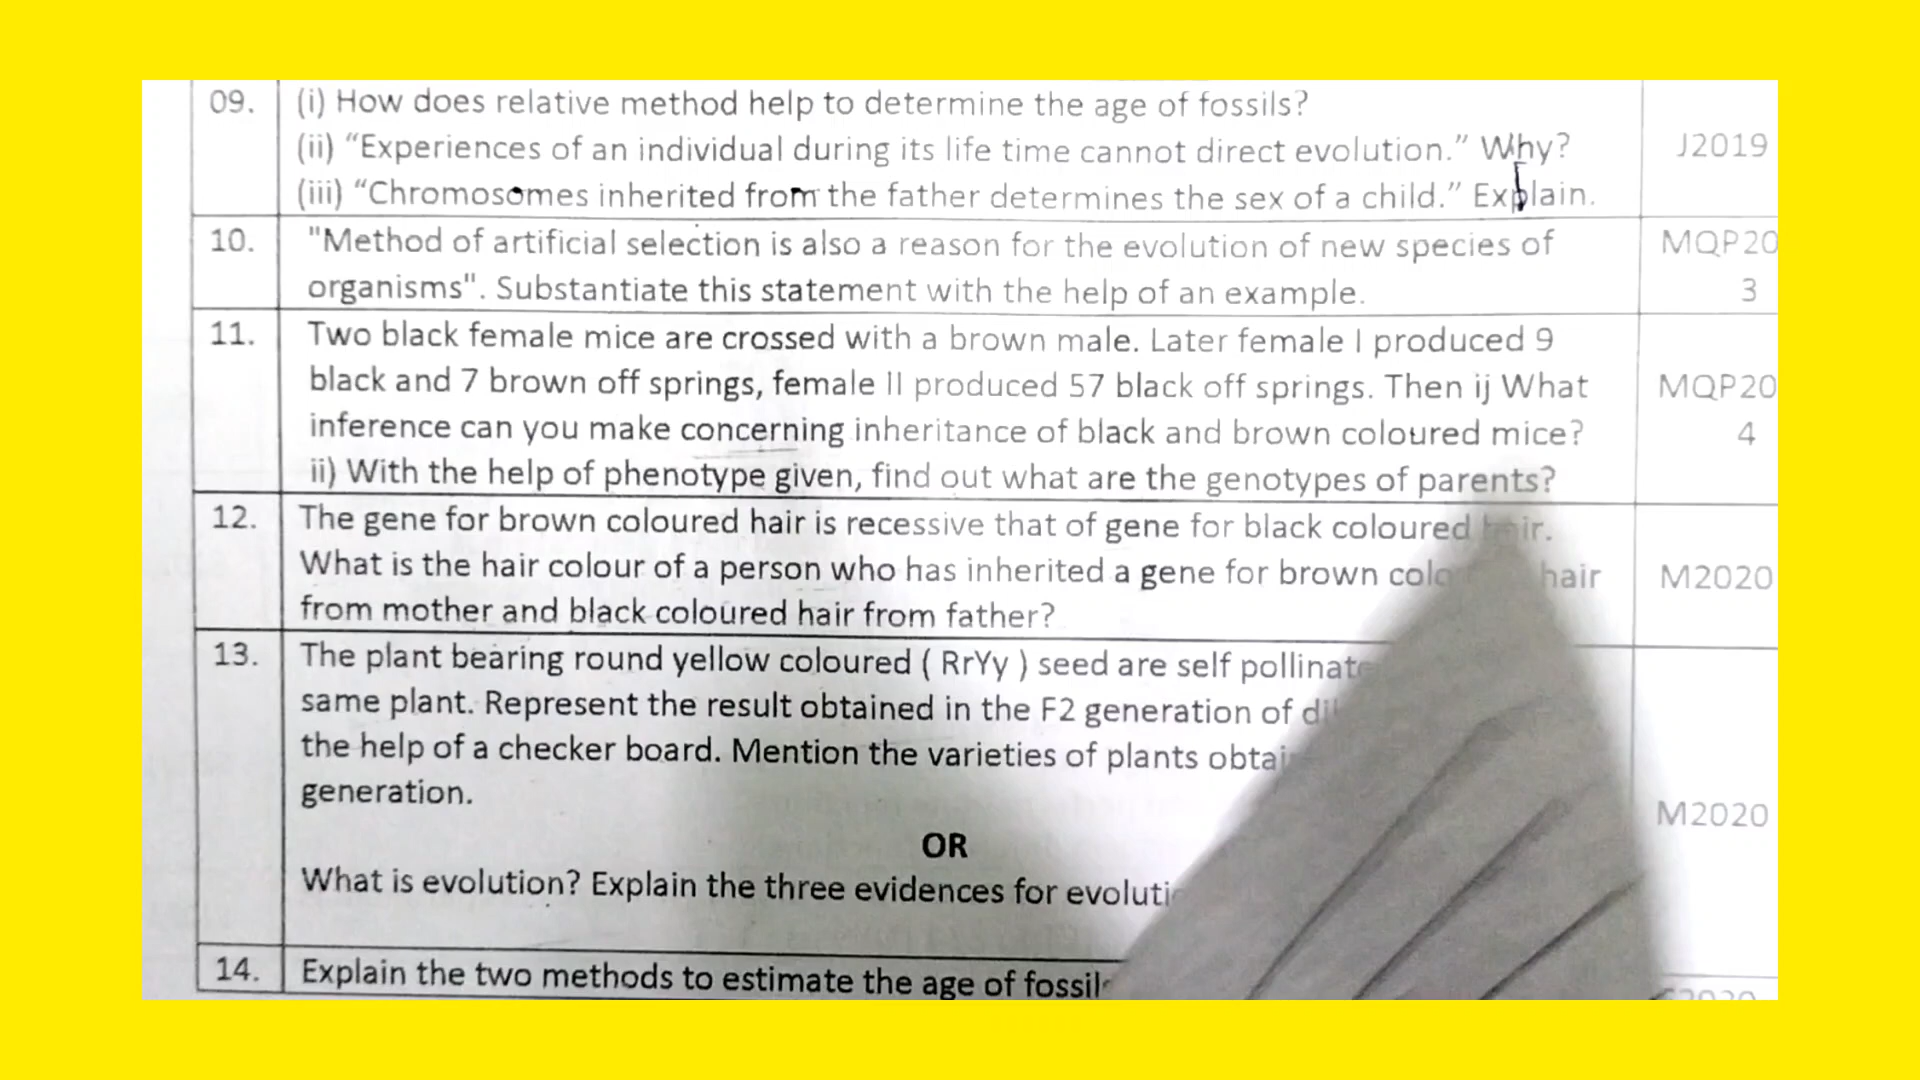 09. (i) How does relative method help to determine the age of fossils?
(ii) “Experiences of an individual during its life time cannot direct evolution.” Why? J2019
(iii) “Chromosomes inherited from the father determines the sex of a child.” Explain.
10. "Method of artificial selection is also a reason for the evolution of new species of MQP20
organisms". Substantiate this statement with the help of an example. 3
11. Two black female mice are crossed with a brown male. Later female I produced 9
black and 7 brown off springs, female II produced 57 black off springs. Then ij What MQP20
inference can you make concerning inheritance of black and brown coloured mice? 4
ii) With the help of phenotype given, find out what are the genotypes of parents?
12. The gene for brown coloured hair is recessive that of gene for black coloured hair.
What is the hair colour of a person who has inherited a gene for brown hair M2020
from mother and black coloured hair from father?
13. The plant bearing round yellow coloured ( RrYy ) seed are self
same plant. Represent the result obtained in the F2 generation of
the help of a checker board. Mention the varieties of plants
generation. M2020
OR
What is evolution? Explain the three evidences for
14. Explain the two methods to estimate the age of